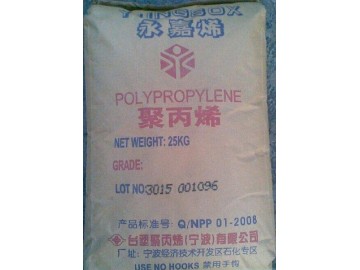 YUNGSOX
永嘉烯
POLYPROPYLENE
聚丙烯
NET WEIGHT: 25KG
GRADE:
LOT NO: 3015 001096
产品标准号: Q/NPP 01-2008
台塑聚丙烯(宁波)有限公司
厂址: 宁波经济技术开发区石化专区
USE NO HOOKS 禁用手钩